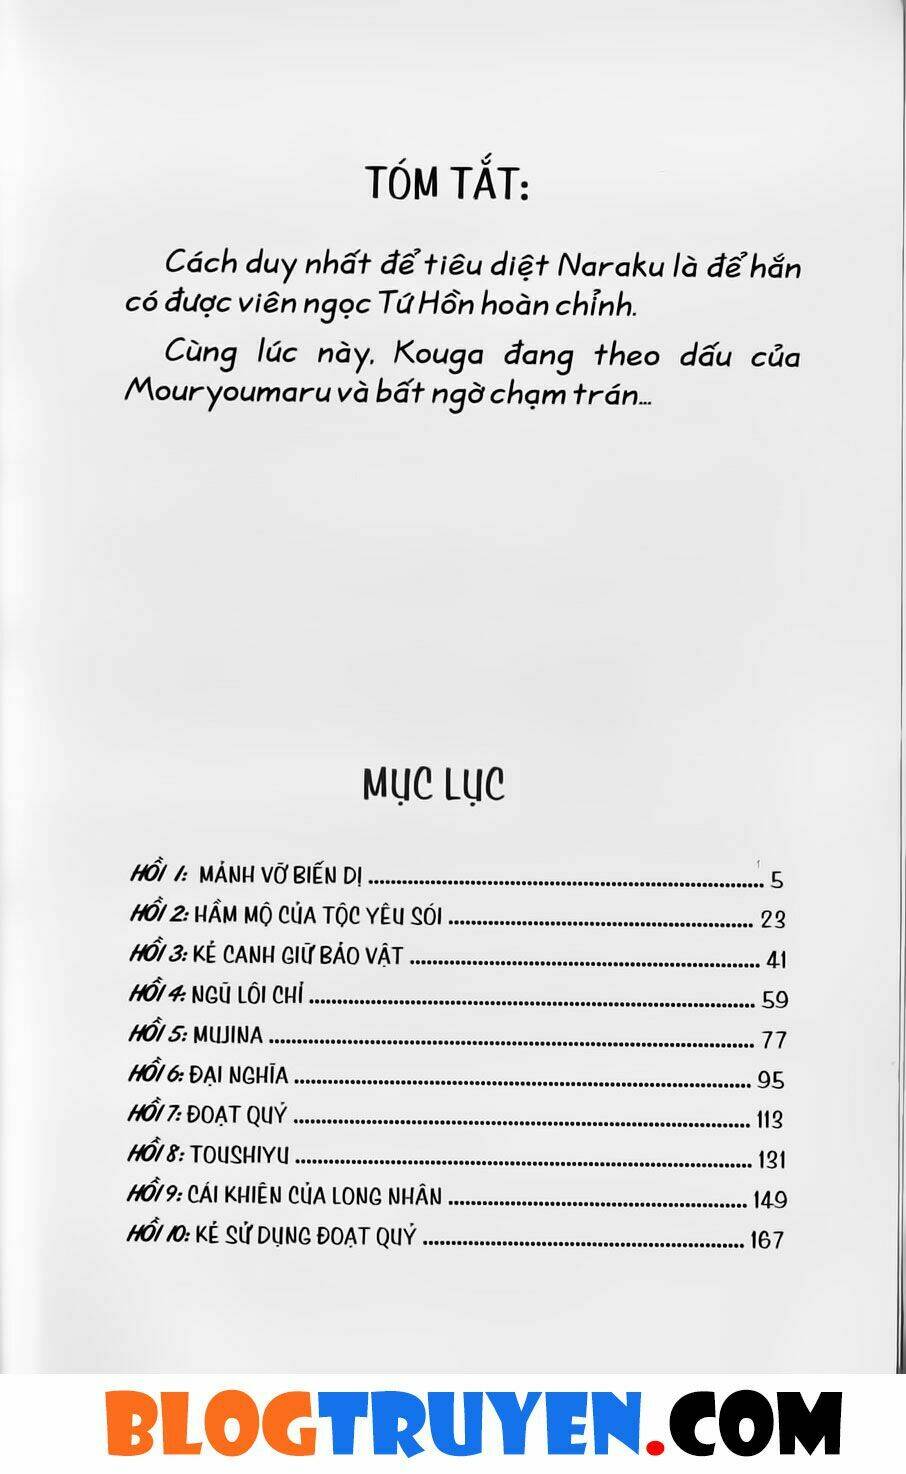 TÓM TẮT:
Cách duy nhất để tiêu diệt Naraku là để hắn
có được viên ngọc Tứ Hồn hoàn chỉnh.
Cùng lúc này, Kouga đang theo dấu của
Mouryoumaru và bất ngờ chạm trán...
MỤC LỤC
HỒI 1: MẢNH VỠ BIẾN DỊ ........ 5
HỒI 2: HẦM MỘ CỦA TỘC YÊU SÓI ........ 23
HỒI 3: KẺ CANH GIỮ BẢO VẬT ........ 41
HỒI 4: NGŨ LÔI CHỈ ........ 59
HỒI 5: MUJINA ........ 77
HỒI 6: ĐẠI NGHĨA ........ 95
HỒI 7: ĐOẠT QUỶ ........ 113
HỒI 8: TOUSHIYU ........ 131
HỒI 9: CÁI KHIÊN CỦA LONG NHÂN ........ 149
HỒI 10: KẺ SỬ DỤNG ĐOẠT QUỶ ........ 167
BLOGTRUYEN.COM